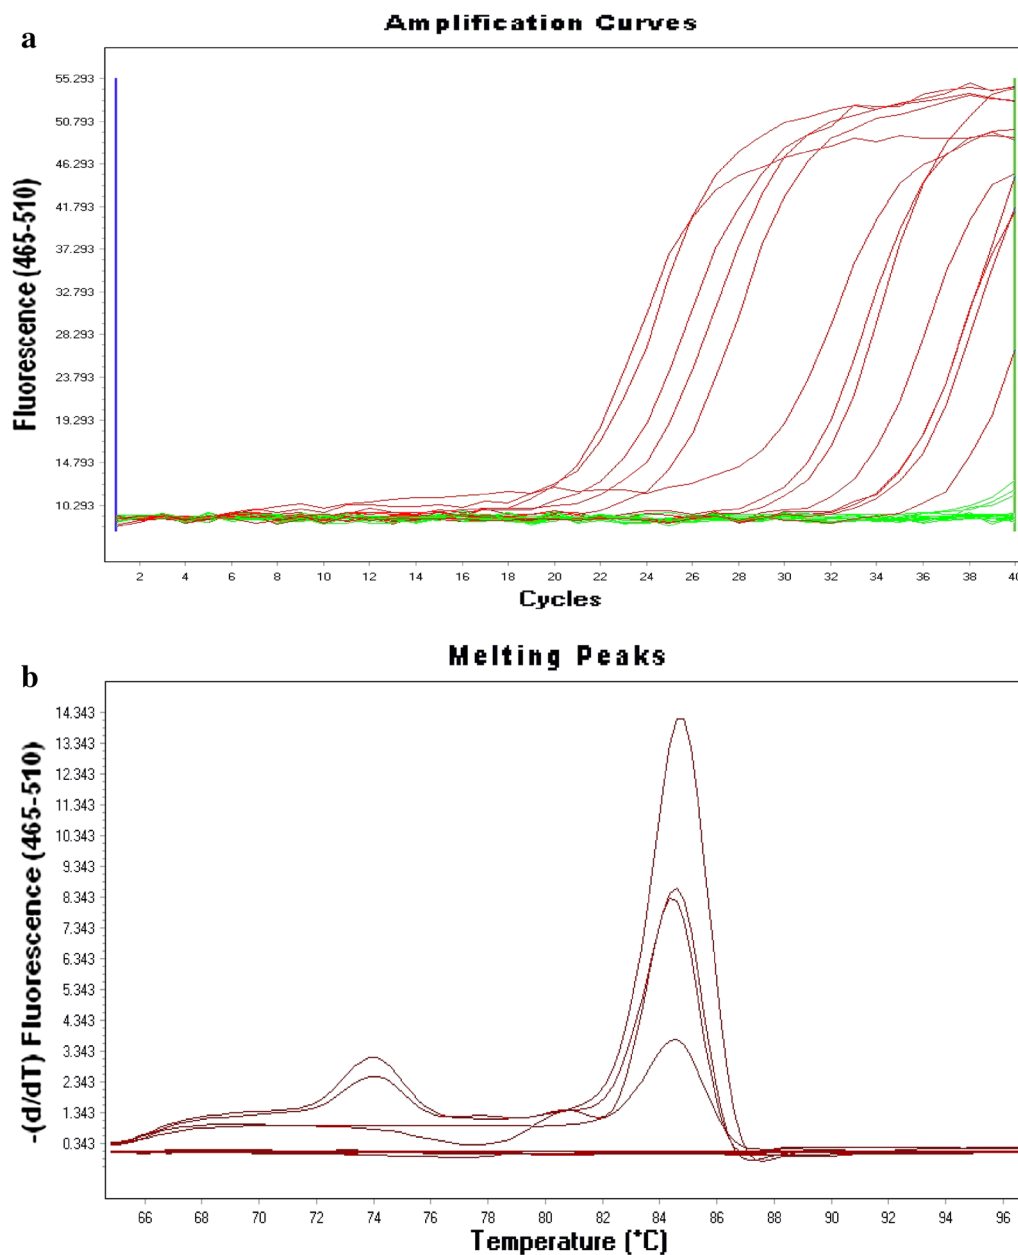 a
Amplification Curves
Fluorescence (465-510)
55.293
50.793
46.293
41.793
37.293
32.793
28.293
23.793
19.293
14.793
10.293
2 4 6 8 10 12 14 16 18 20 22 24 26 28 30 32 34 36 38 40
Cycles
b
Melting Peaks
-(d/dT) Fluorescence (465-510)
14.343
13.343
12.343
11.343
10.343
9.343
8.343
7.343
6.343
5.343
4.343
3.343
2.343
1.343
0.343
66 68 70 72 74 76 78 80 82 84 86 88 90 92 94 96
Temperature (°C)